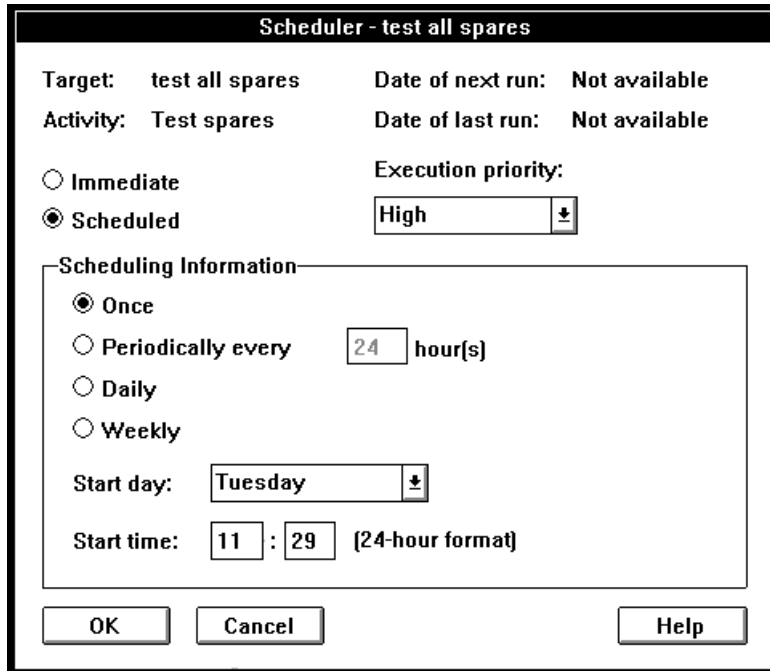 Scheduler - test all spares
Target: test all spares Date of next run: Not available
Activity: Test spares Date of last run: Not available
Immediate Execution priority:
Scheduled High
Scheduling Information
Once
Periodically every 24 hour(s)
Daily
Weekly
Start day: Tuesday
Start time: 11 : 29 (24-hour format)
OK Cancel Help